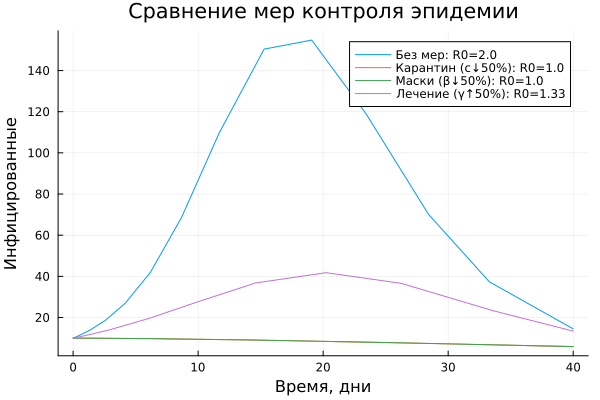 Сравнение мер контроля эпидемии
Без мер: R0=2.0
Карантин (c↓50%): R0=1.0
Маски (β↓50%): R0=1.0
Лечение (γ↑50%): R0=1.33
Инфицированные
140
120
100
80
60
40
20
0 10 20 30 40
Время, дни